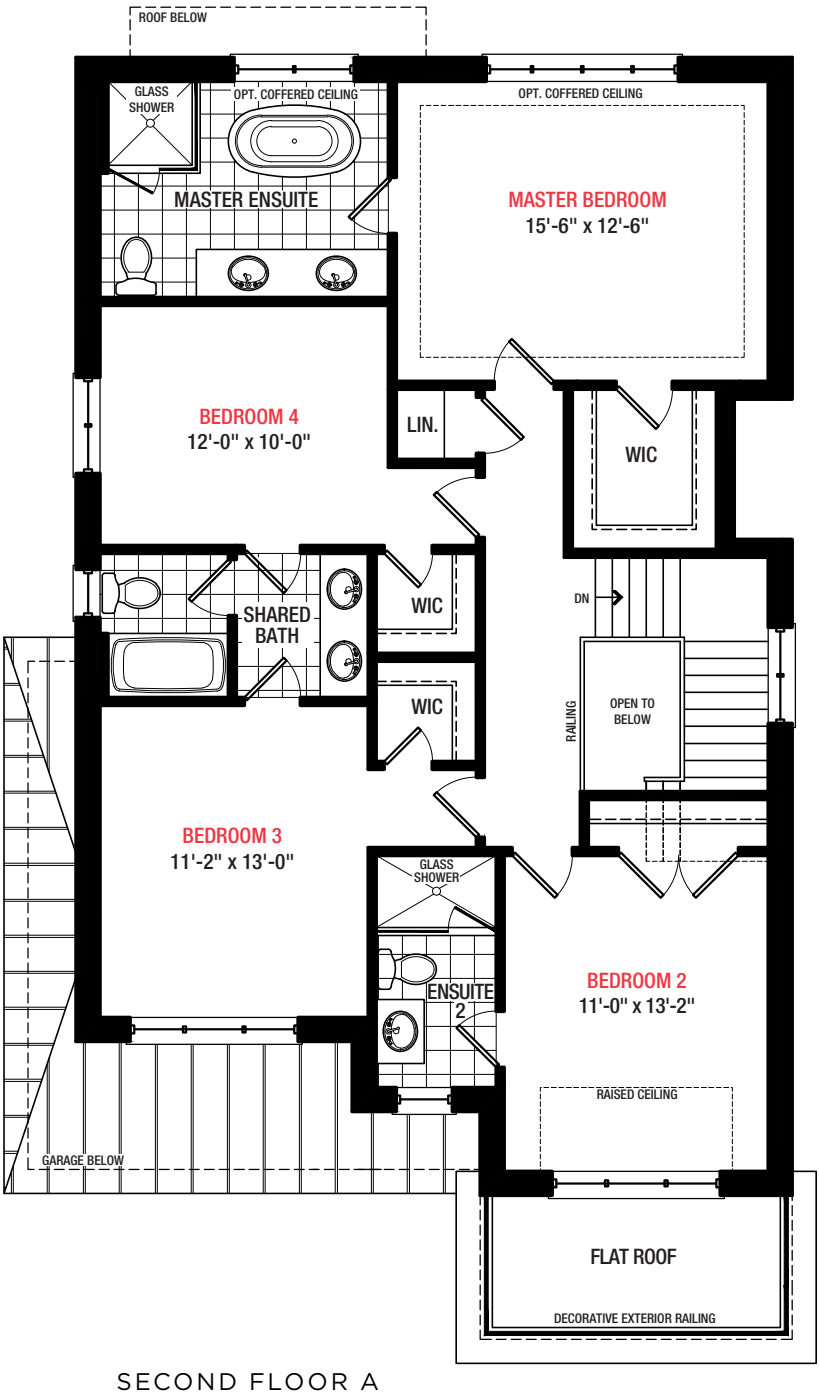 ROOF BELOW
GLASS
SHOWER
OPT. COFFERED CEILING
OPT. COFFERED CEILING
MASTER ENSUITE
MASTER BEDROOM
15'-6" x 12'-6"
BEDROOM 4
12'-0" x 10'-0"
LIN.
WIC
DN
WIC
SHARED
BATH
WIC
RAILING
OPEN TO
BELOW
BEDROOM 3
11'-2" x 13'-0"
GLASS
SHOWER
ENSUITE
2
BEDROOM 2
11'-0" x 13'-2"
RAISED CEILING
GARAGE BELOW
FLAT ROOF
DECORATIVE EXTERIOR RAILING
SECOND FLOOR A